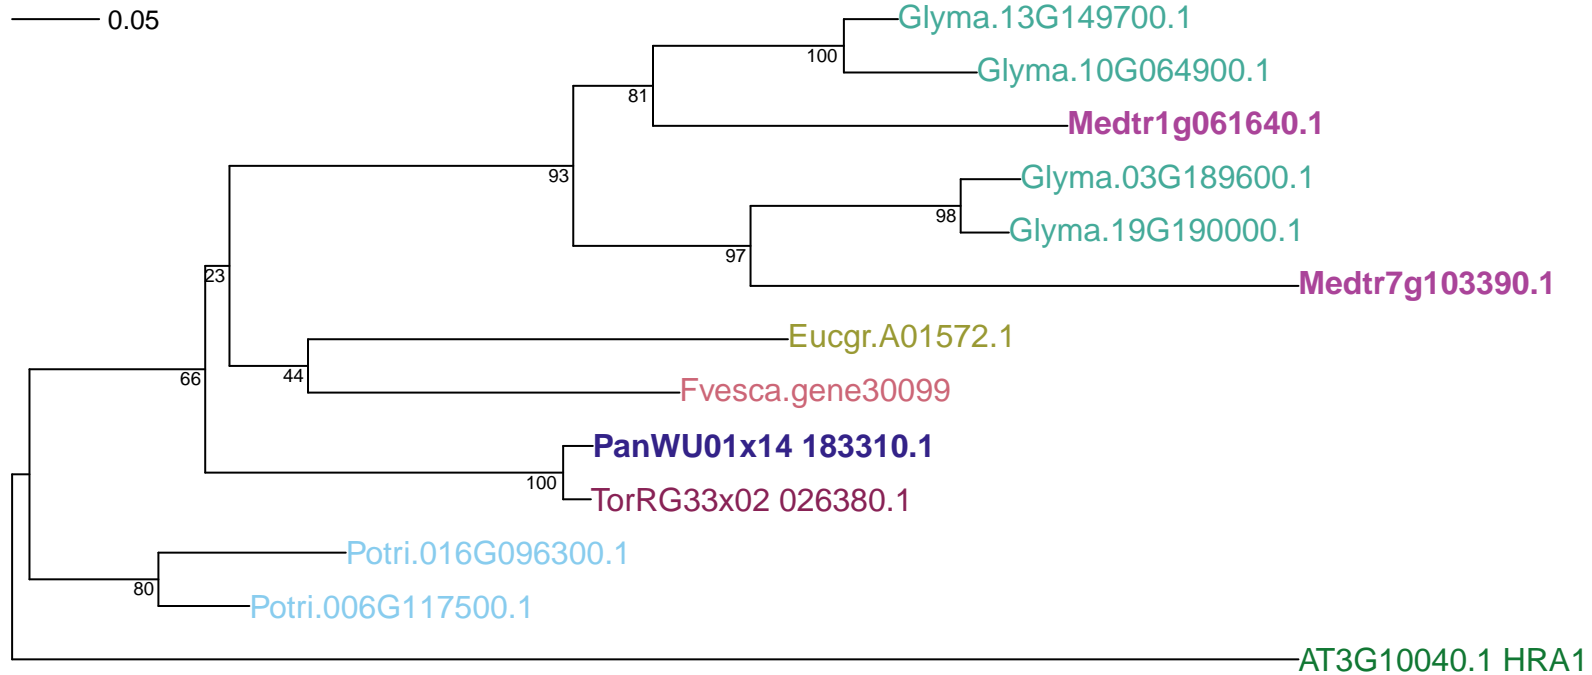 0.05
Glyma.13G149700.1
100
Glyma.10G064900.1
81
Medtr1g061640.1
93
Glyma.03G189600.1
98
Glyma.19G190000.1
97
Medtr7g103390.1
23
Eucgr.A01572.1
44
Fvesca.gene30099
66
PanWU01x14 183310.1
100
TorRG33x02 026380.1
Potri.016G096300.1
80
Potri.006G117500.1
AT3G10040.1 HRA1